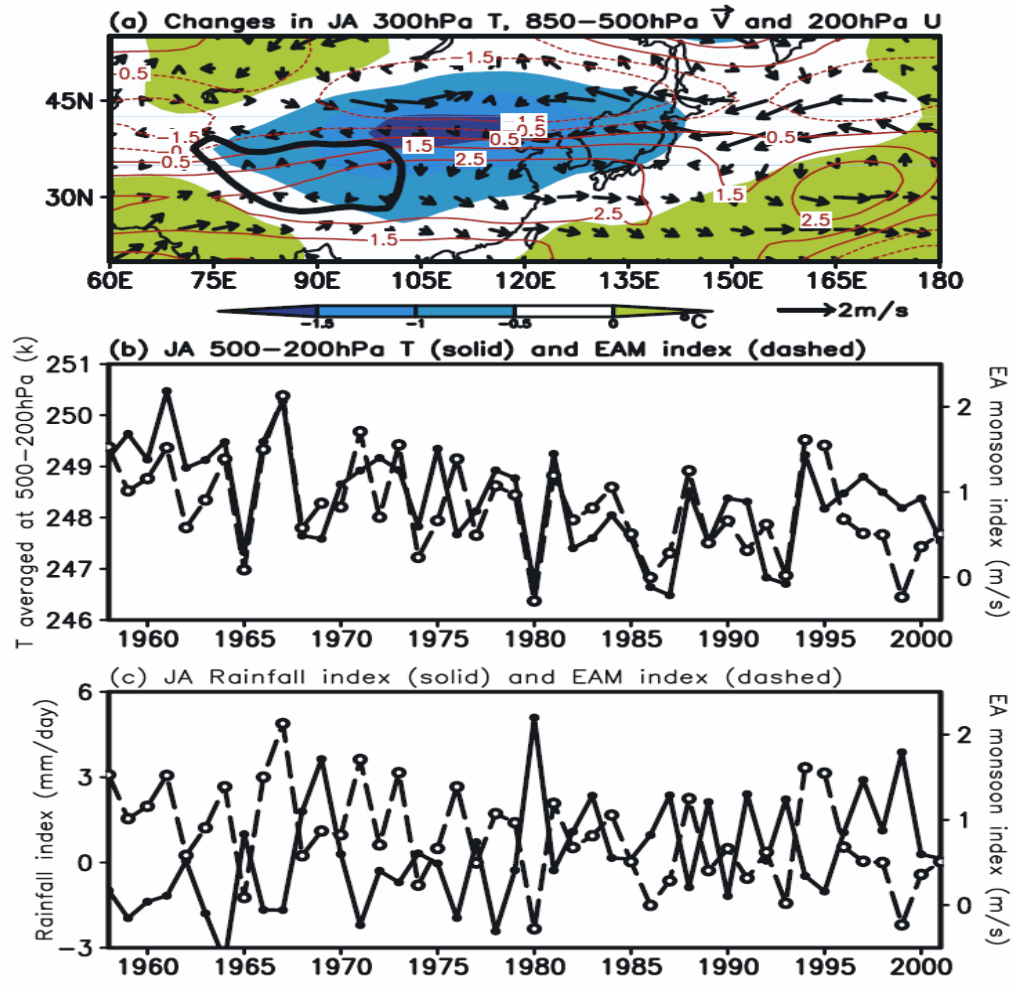 (a) Changes in JA 300hPa T, 850−500hPa V and 200hPa U
−1.5
0.5
45N
−1.5
−1.5
−0.5
0.5
0.5
0
1.5
0.5
2.5
30N
1.5
2.5
2.5
1.5
60E 75E 90E 105E 120E 135E 150E 165E 180
−1.5 −1 −0.5 0 °C 2m/s
(b) JA 500−200hPa T (solid) and EAM index (dashed)
T averaged at 500−200hPa (k)
251
250
249
248
247
246
2
1
0
EA monsoon index (m/s)
1960 1965 1970 1975 1980 1985 1990 1995 2000
(c) JA Rainfall index (solid) and EAM index (dashed)
Rainfall index (mm/day)
6
3
0
−3
2
1
0
EA monsoon index (m/s)
1960 1965 1970 1975 1980 1985 1990 1995 2000